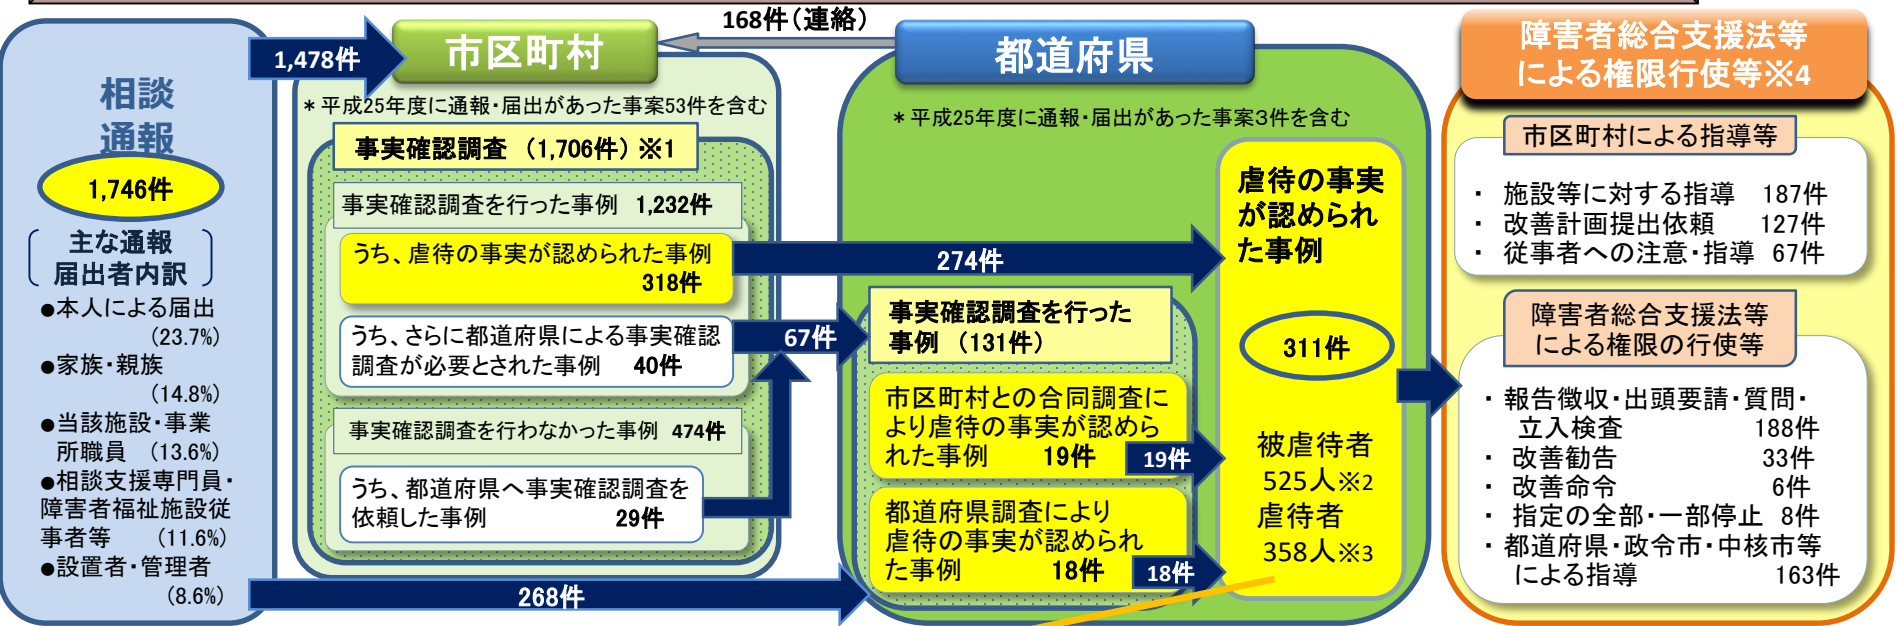 168件（連絡）
1,478件
市区町村
都道府県
障害者総合支援法等
による権限行使等※4
相談
通報
1,746件
主な通報
届出者内訳
●本人による届出
（23.7%）
●家族・親族
（14.8%）
●当該施設・事業
所職員 （13.6%）
●相談支援専門員・
障害者福祉施設従
事者等 （11.6%）
●設置者・管理者
（8.6%）
＊平成25年度に通報・届出があった事案53件を含む
事実確認調査 （1,706件）※1
事実確認調査を行った事例 1,232件
うち、虐待の事実が認められた事例
318件
うち、さらに都道府県による事実確認
調査が必要とされた事例 40件
事実確認調査を行わなかった事例 474件
うち、都道府県へ事実確認調査を
依頼した事例 29件
274件
67件
268件
＊平成25年度に通報・届出があった事案3件を含む
事実確認調査を行った
事例 （131件）
市区町村との合同調査に
より虐待の事実が認めら
れた事例 19件
19件
都道府県調査により
虐待の事実が認められ
た事例 18件
18件
虐待の事実
が認められ
た事例
311件
被虐待者
525人※2
虐待者
358人※3
市区町村による指導等
・ 施設等に対する指導 187件
・ 改善計画提出依頼 127件
・ 従事者への注意・指導 67件
障害者総合支援法等
による権限の行使等
・報告徴収・出頭要請・質問・
立入検査 188件
・ 改善勧告 33件
・ 改善命令 6件
・ 指定の全部・一部停止 8件
・都道府県・政令市・中核市等
による指導 163件